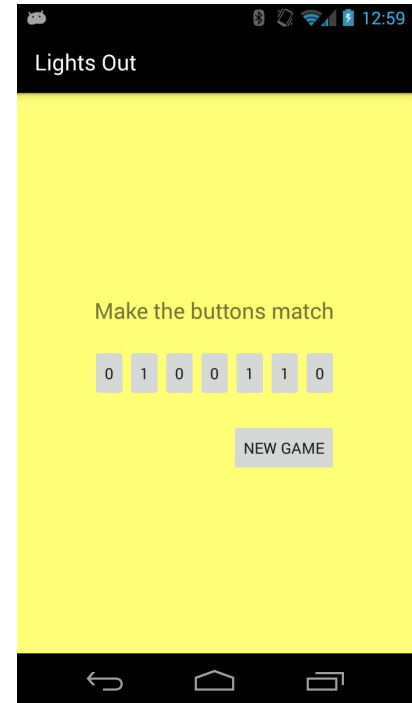 12:59
Lights Out
Make the buttons match
0 1 0 0 1 1 0
NEW GAME